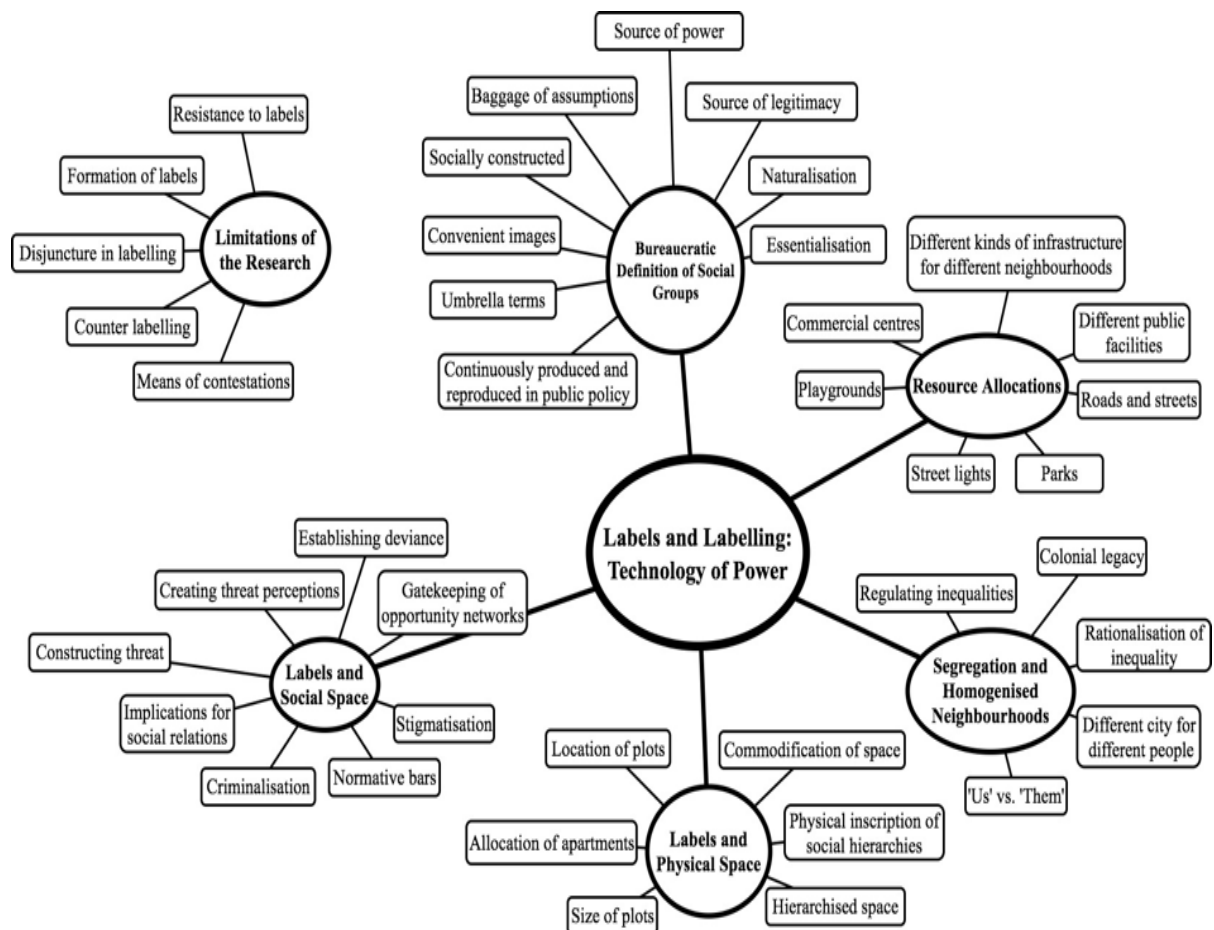 Source of power
Baggage of assumptions
Source of legitimacy
Resistance to labels
Socially constructed
Naturalisation
Formation of labels
Limitations of
the Research
Convenient images
Bureaucratic
Definition of Social
Groups
Essentialisation
Different kinds of infrastructure
for different neighbourhoods
Disjuncture in labelling
Umbrella terms
Commercial centres
Different public
facilities
Counter labelling
Continuously produced and
reproduced in public policy
Playgrounds
Resource Allocations
Roads and streets
Means of contestations
Street lights
Parks
Labels and Labelling:
Technology of Power
Establishing deviance
Colonial legacy
Creating threat perceptions
Gatekeeping of
opportunity networks
Regulating inequalities
Constructing threat
Labels and
Social Space
Segregation and
Homogenised
Neighbourhoods
Rationalisation of
inequality
Implications for
social relations
Stigmatisation
Different city for
different people
Criminalisation
Normative bars
Location of plots
Commodification of space
'Us' vs. 'Them'
Allocation of apartments
Labels and
Physical Space
Physical inscription of
social hierarchies
Size of plots
Hierarchised space